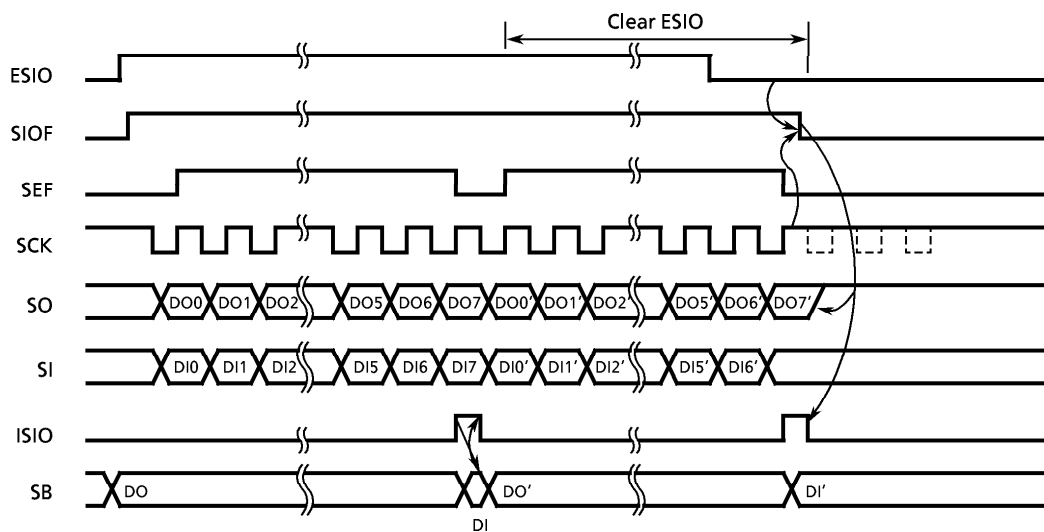 Clear ESIO
ESIO
SIOF
SEF
SCK
SO DO0 DO1 DO2 DO5 DO6 DO7 DO0' DO1' DO2' DO5' DO6' DO7'
SI DI0 DI1 DI2 DI5 DI6 DI7 DI0' DI1' DI2' DI5' DI6'
ISIO
SB DO DO' DI'
DI